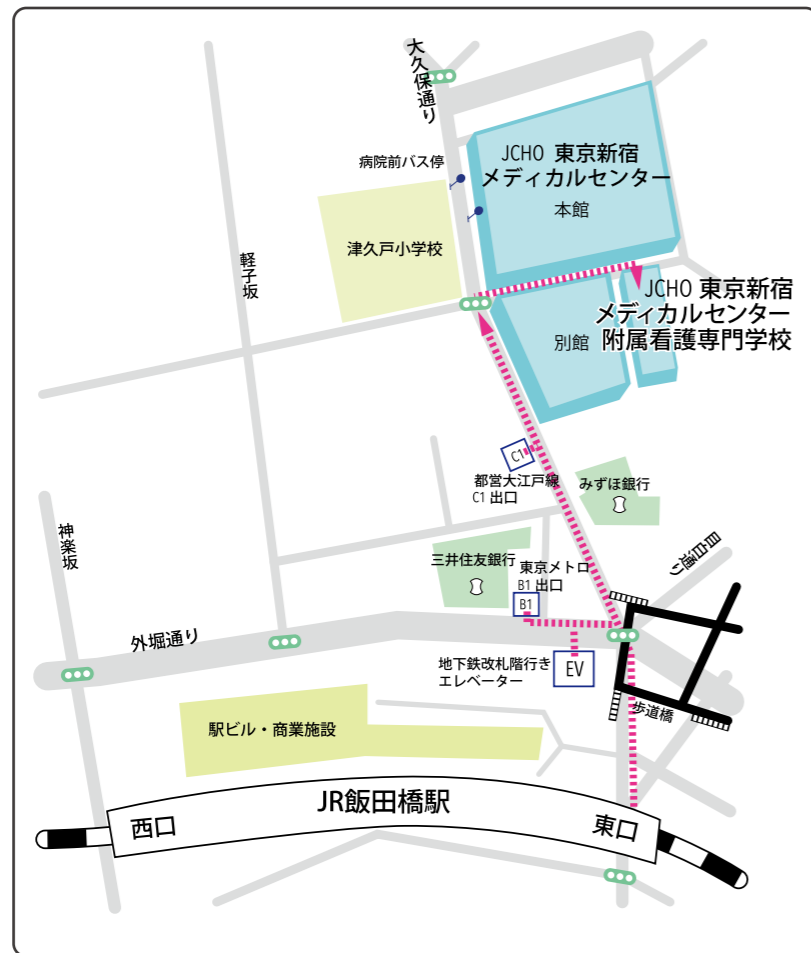 大久保通り
JCHO 東京新宿
メディカルセンター
本館
病院前バス停
津久戸小学校
軽子坂
JCHO 東京新宿
メディカルセンター
附属看護専門学校
別館
C1
都営大江戸線
C1 出口
みずほ銀行
神楽坂
目白通り
三井住友銀行
東京メトロ
B1 出口
B1
外堀通り
地下鉄改札階行き
エレベーター
EV
歩道橋
駅ビル・商業施設
JR飯田橋駅
西口
東口